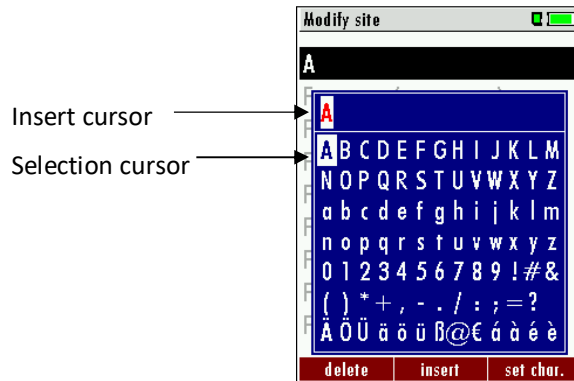 Modify site
A
Insert cursor
A
Selection cursor
A B C D E F G H I J K L M
N O P Q R S T U V W X Y Z
a b c d e f g h i j k l m
n o p q r s t u v w x y z
0 1 2 3 4 5 6 7 8 9 ! # &
( ) * + , - . / : ; = ?
Ä Ö Ü ä ö ü ß @ € á à é è
delete insert set char.